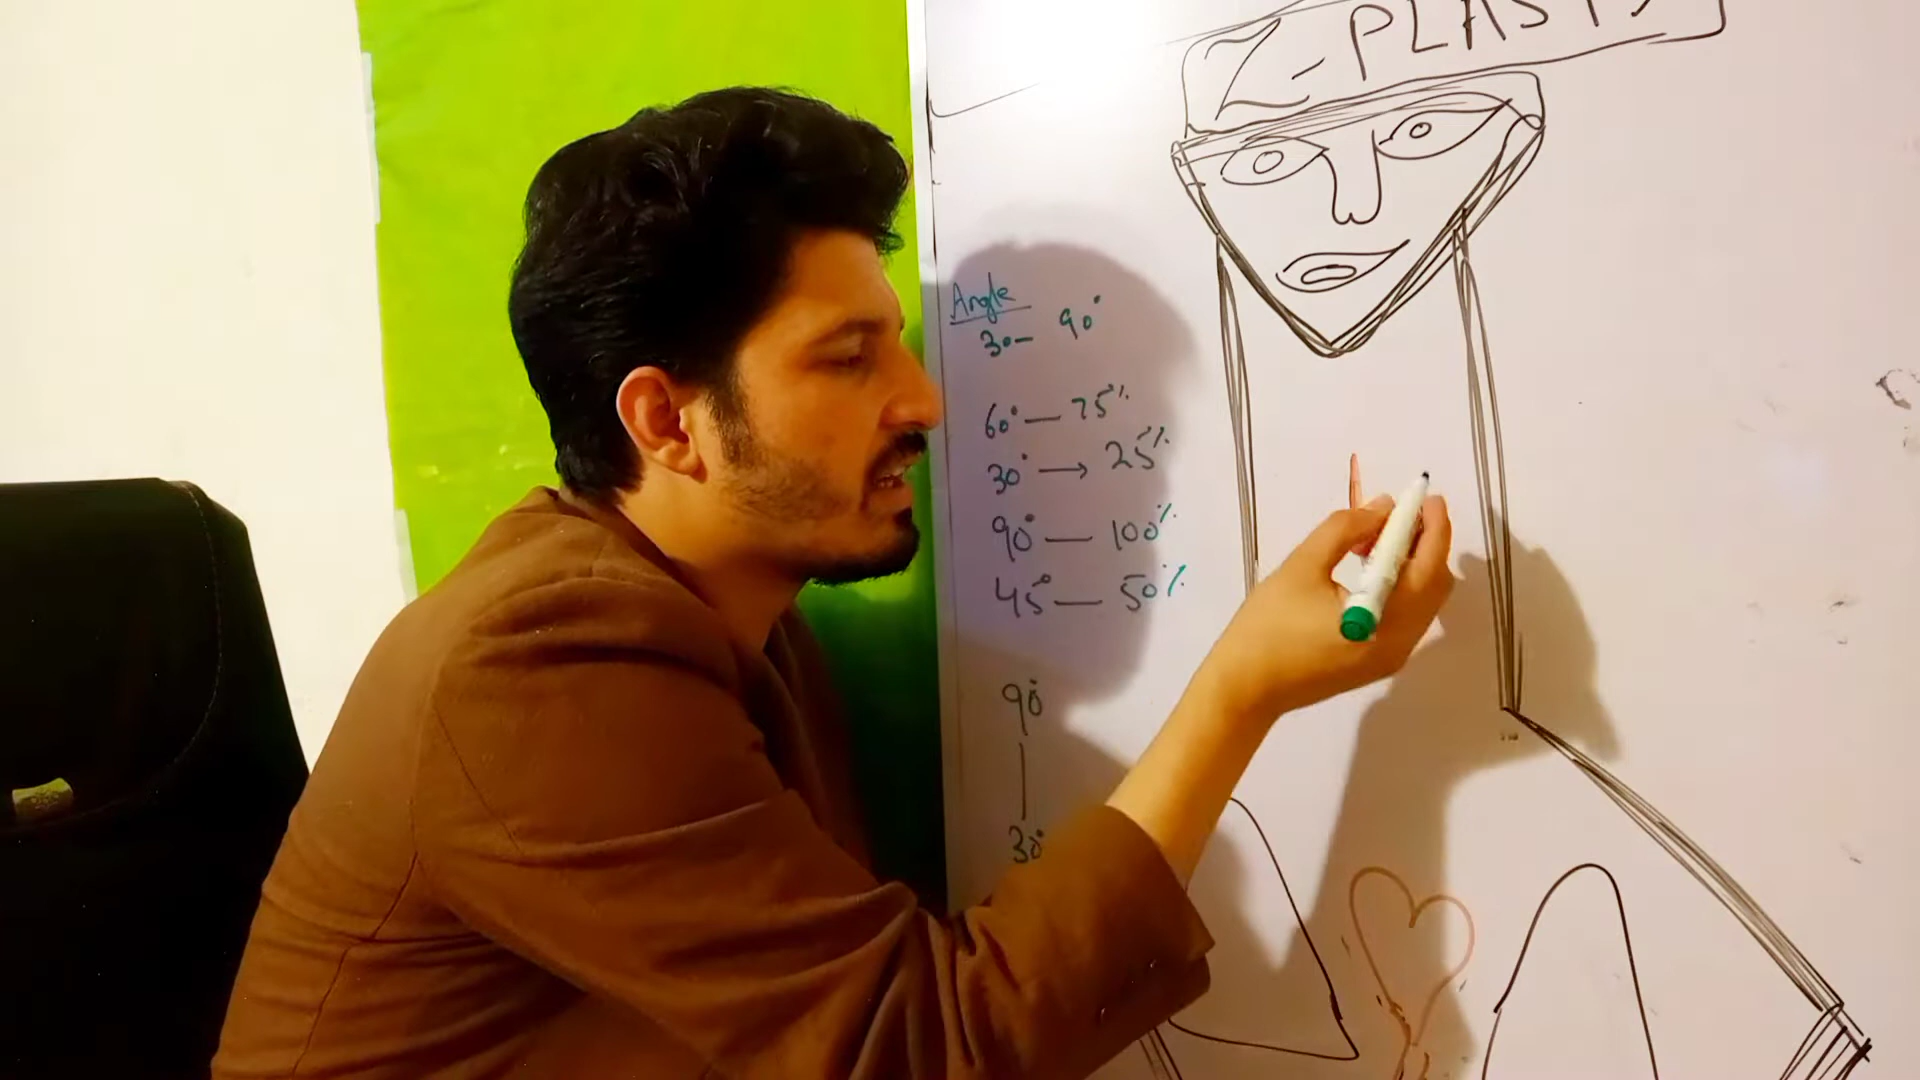 Z-PLASTY
Angle
30- 90°
60° — 75%
30° → 25%
90° — 100%
45° — 50%
90°
30°